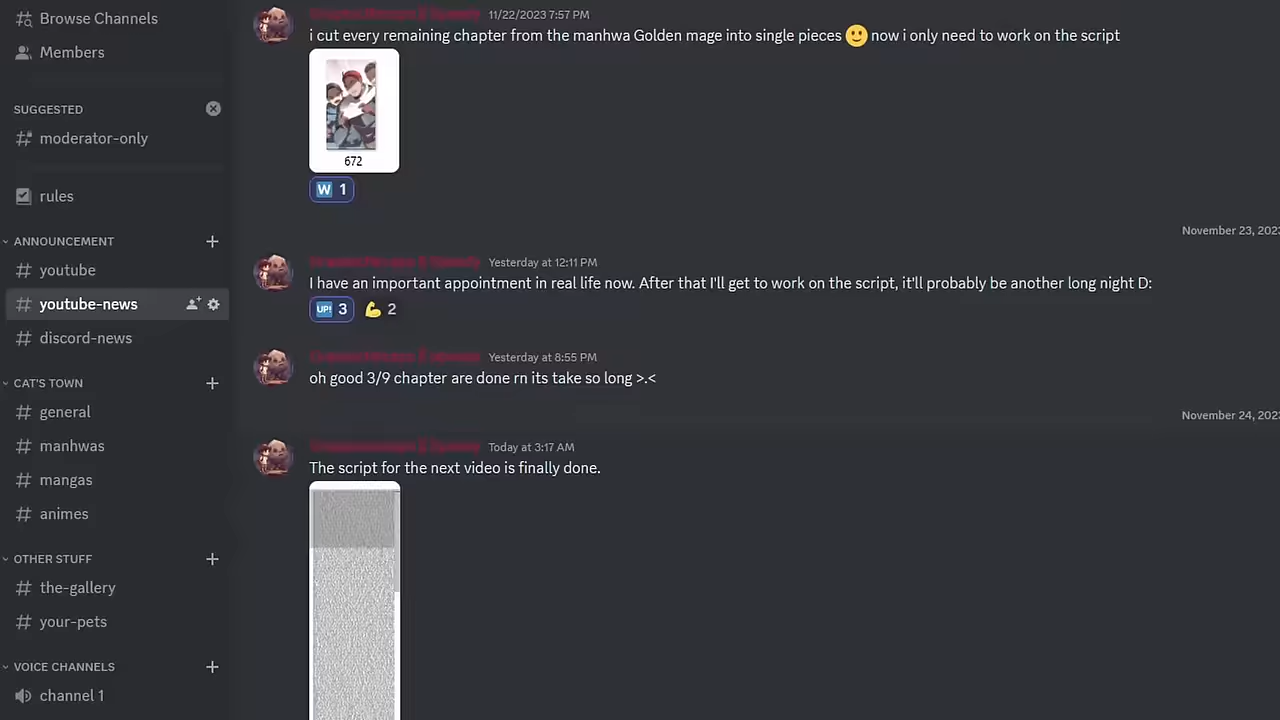 Browse Channels
Members
SUGGESTED
moderator-only
rules
ANNOUNCEMENT
youtube
youtube-news
discord-news
CAT'S TOWN
general
manhwas
mangas
animes
OTHER STUFF
the-gallery
your-pets
VOICE CHANNELS
channel 1
11/22/2023 7:57 PM
i cut every remaining chapter from the manhwa Golden mage into single pieces 🙂 now i only need to work on the script
672
W 1
November 23, 2023
Yesterday at 12:11 PM
I have an important appointment in real life now. After that I'll get to work on the script, it'll probably be another long night D:
UP! 3 💪 2
Yesterday at 8:55 PM
oh good 3/9 chapter are done rn its take so long >.<
November 24, 2023
Today at 3:17 AM
The script for the next video is finally done.